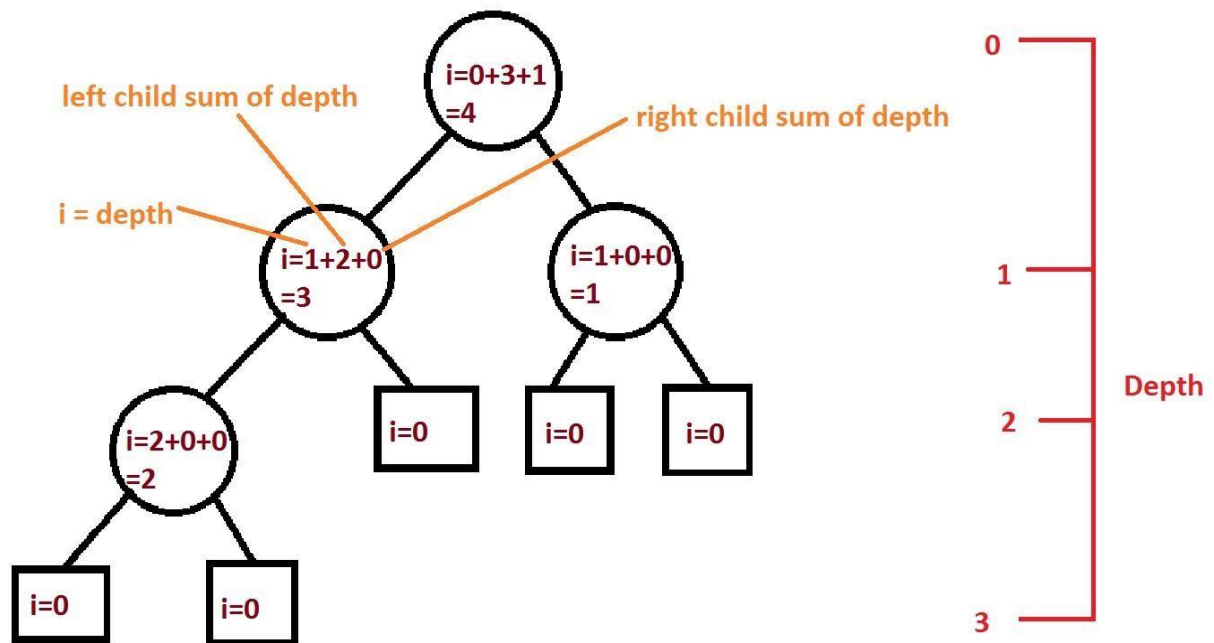 0
i=0+3+1
=4
left child sum of depth
right child sum of depth
i = depth
i=1+2+0
=3
i=1+0+0
=1
1
Depth
i=2+0+0
=2
i=0
i=0
i=0
2
i=0
i=0
3